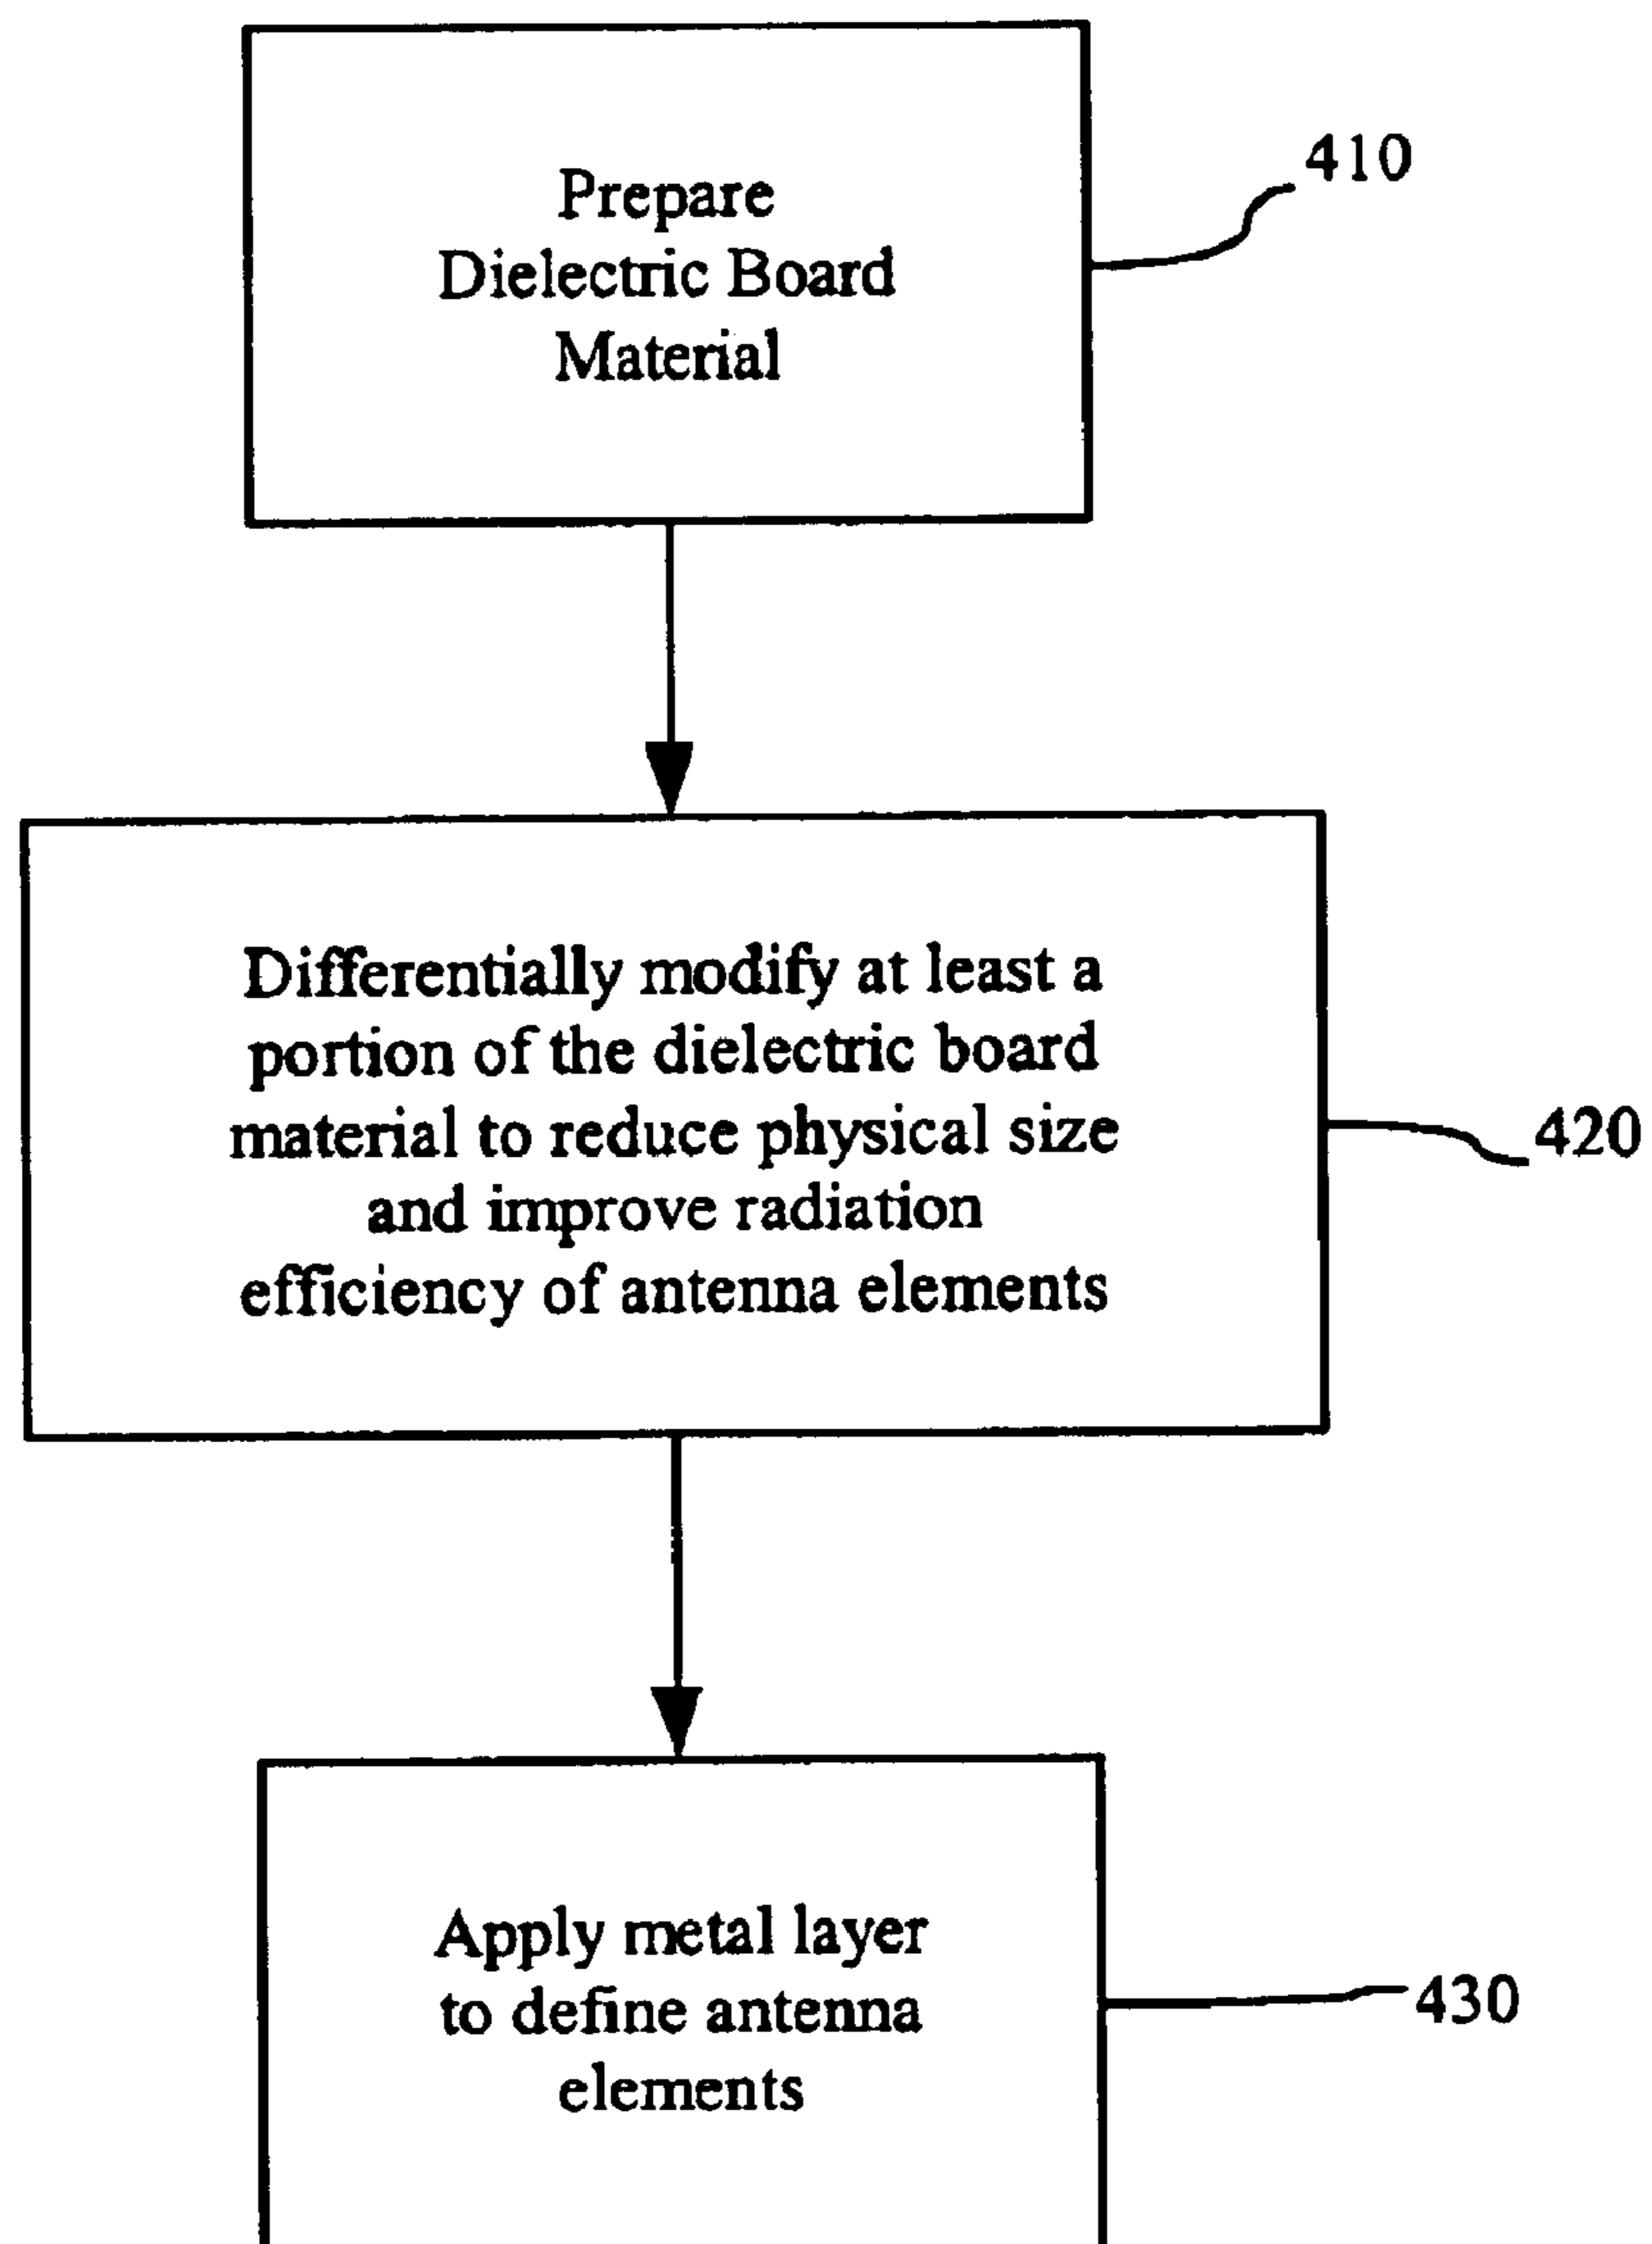 Prepare
Dielectric Board
Material
410
Differentially modify at least a
portion of the dielectric board
material to reduce physical size
and improve radiation
efficiency of antenna elements
420
Apply metal layer
to define antenna
elements
430